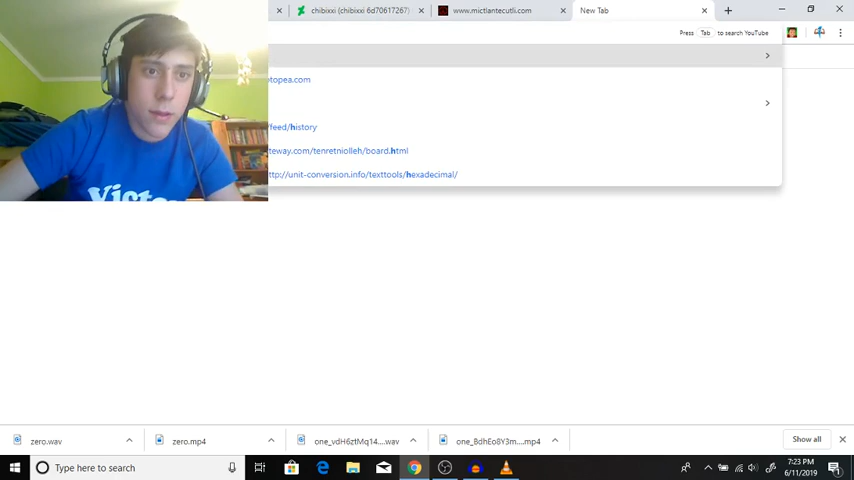 chibixxi (chibixxi 6d70617267)
www.mictlantecutli.com
New Tab
Press Tab to search YouTube
topea.com
/feed/history
teway.com/tenretniolleh/board.html
ttp://unit-conversion.info/texttools/hexadecimal/
zero.wav
zero.mp4
one_vdH6ztMq14....wav
one_8dhEo8Y3m....mp4
Show all
Type here to search
7:23 PM
6/11/2019